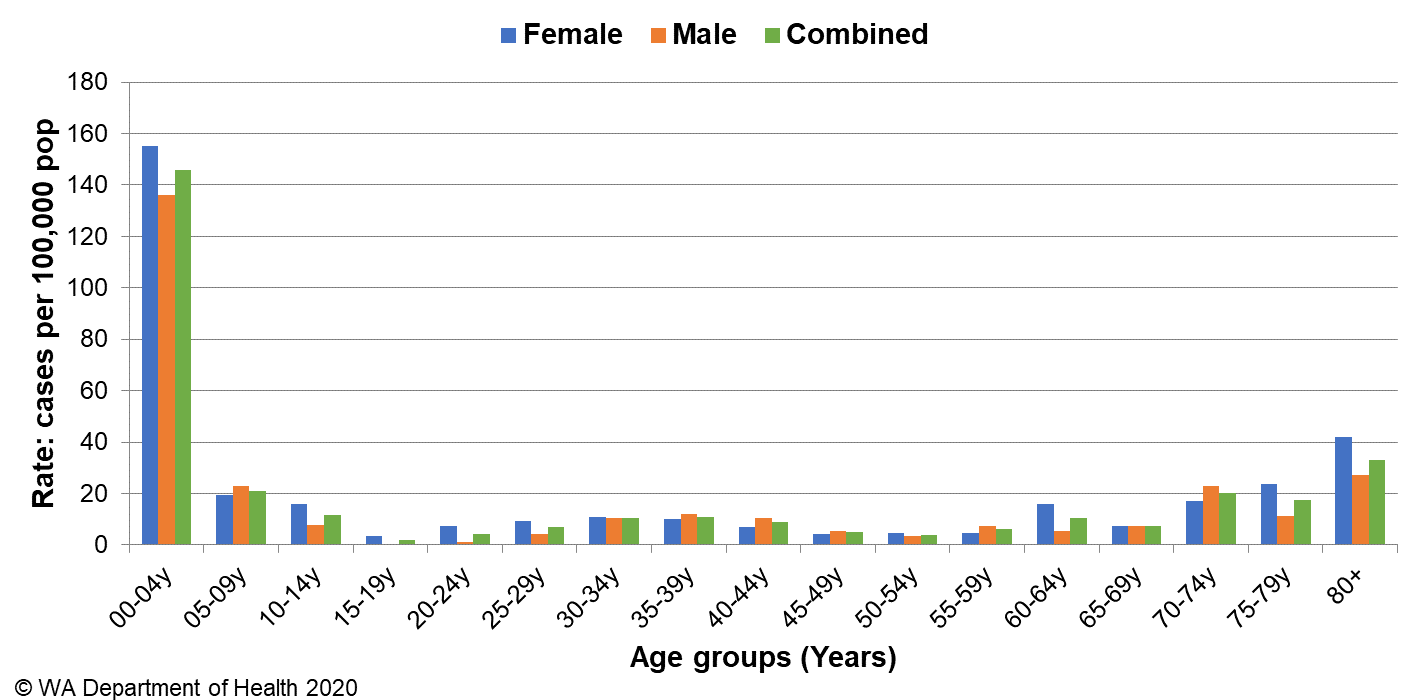 Female Male Combined
180
160
140
120
100
80
60
40
20
0
Rate: cases per 100,000 pop
00-04y 05-09y 10-14y 15-19y 20-24y 25-29y 30-34y 35-39y 40-44y 45-49y 50-54y 55-59y 60-64y 65-69y 70-74y 75-79y 80+
Age groups (Years)
© WA Department of Health 2020